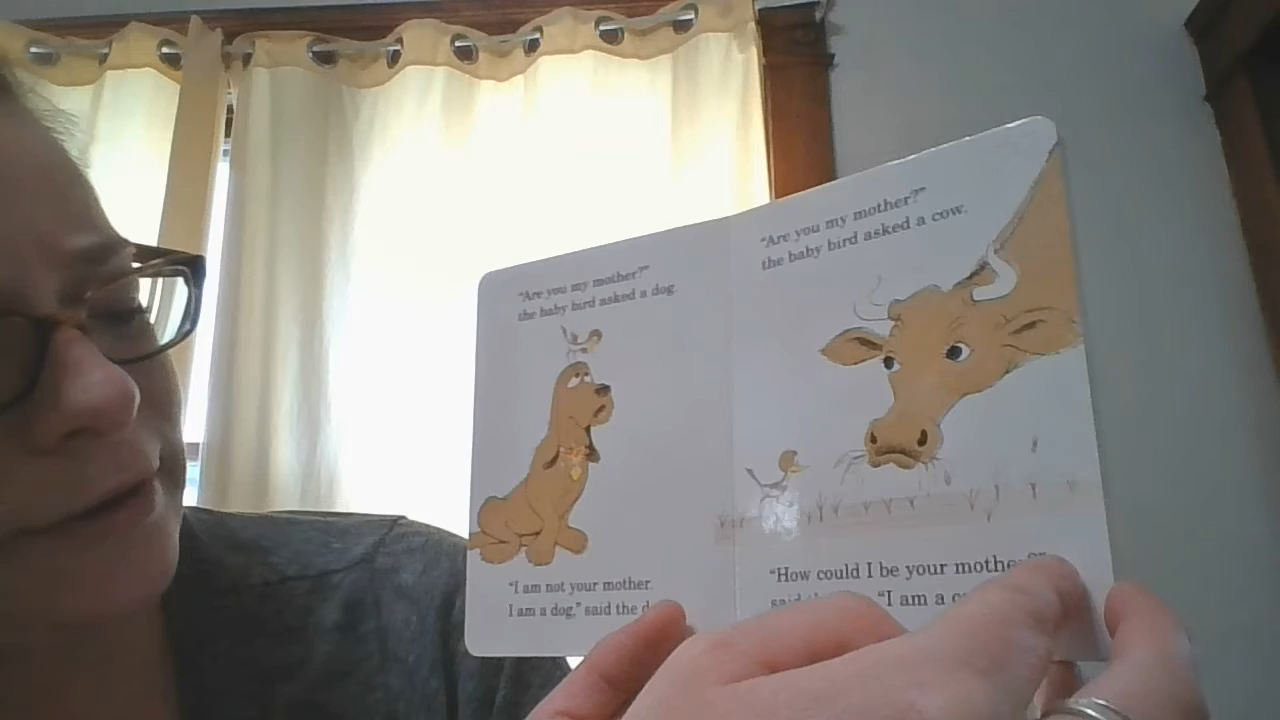 "Are you my mother?"
the baby bird asked a dog.
"I am not your mother.
I am a dog," said the
"Are you my mother?"
the baby bird asked a cow.
"How could I be your
"I am a